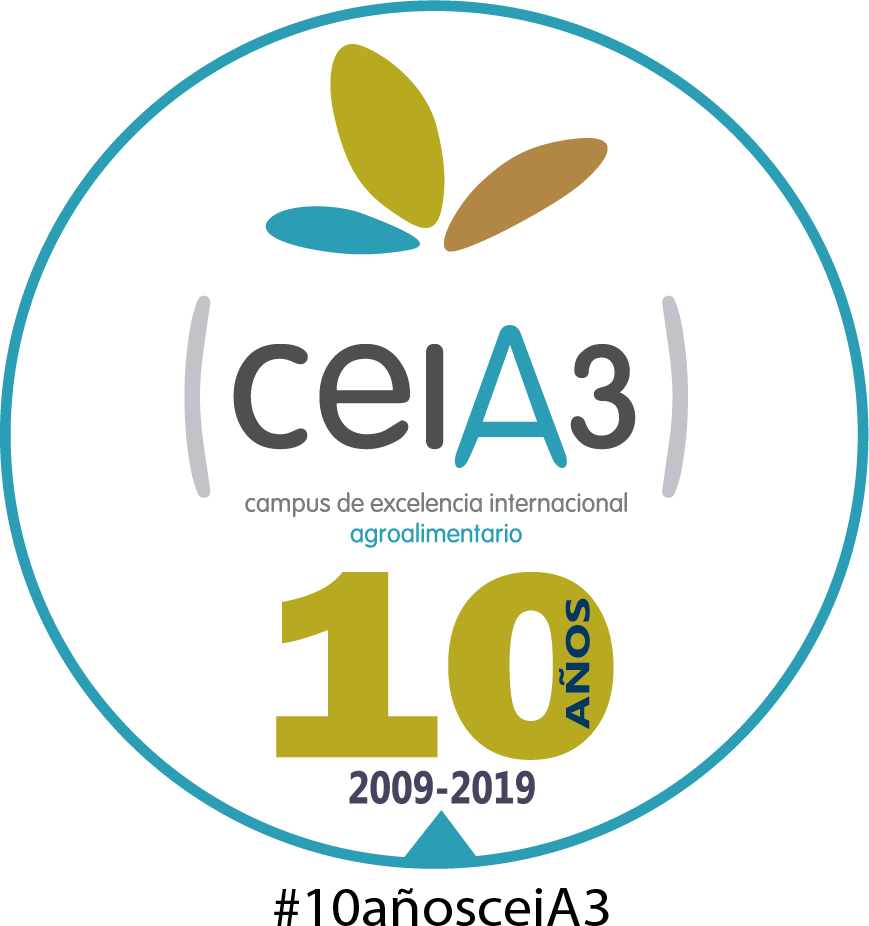 (ceiA3)
campus de excelencia internacional
agroalimentario
10 AÑOS
2009-2019
#10añosceiA3